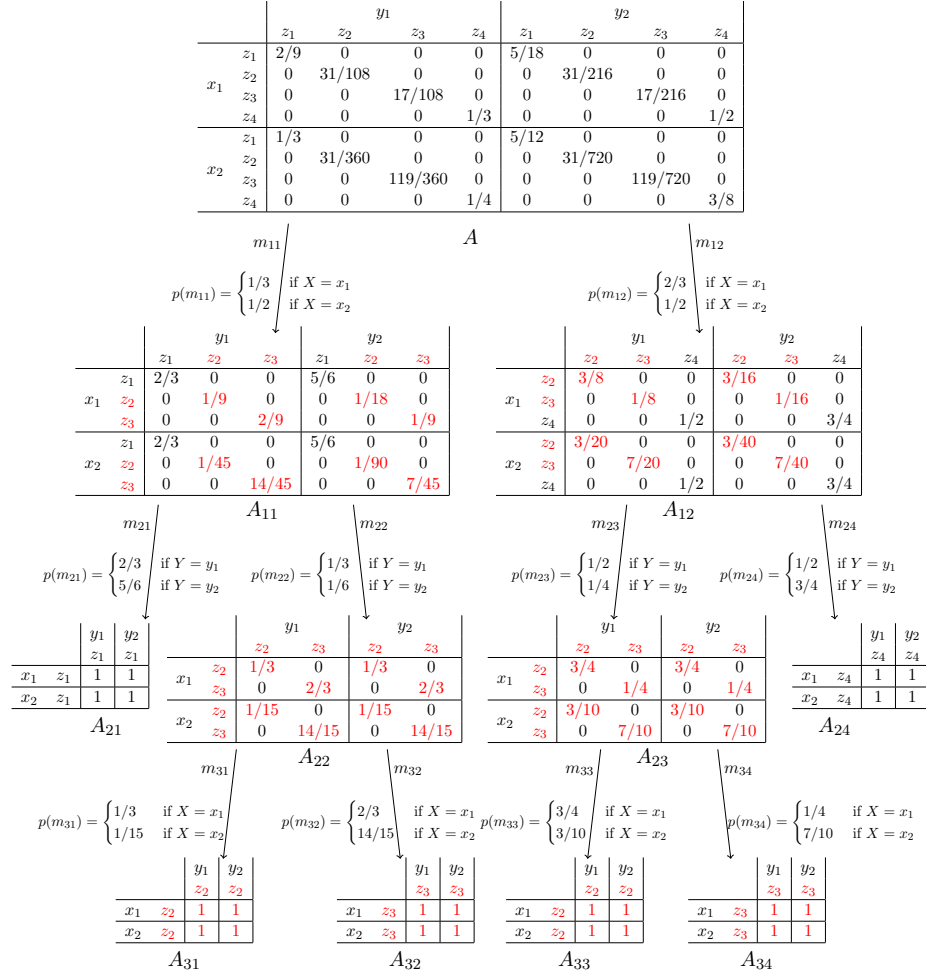 y1 y2
z1 z2 z3 z4 z1 z2 z3 z4
z1 2/9 0 0 0 5/18 0 0 0
x1 z2 0 31/108 0 0 0 31/216 0 0
z3 0 0 17/108 0 0 0 17/216 0
z4 0 0 0 1/3 0 0 0 1/2
z1 1/3 0 0 0 5/12 0 0 0
x2 z2 0 31/360 0 0 0 31/720 0 0
z3 0 0 119/360 0 0 0 119/720 0
z4 0 0 0 1/4 0 0 0 3/8
A
m11 m12
p(m11) = { 1/3 if X = x1
1/2 if X = x2
p(m12) = { 2/3 if X = x1
1/2 if X = x2
y1 y2
z1 z2 z3 z1 z2 z3
z1 2/3 0 0 5/6 0 0
x1 z2 0 1/9 0 0 1/18 0
z3 0 0 2/9 0 0 1/9
z1 2/3 0 0 5/6 0 0
x2 z2 0 1/45 0 0 1/90 0
z3 0 0 14/45 0 0 7/45
A11
y1 y2
z2 z3 z4 z2 z3 z4
z2 3/8 0 0 3/16 0 0
x1 z3 0 1/8 0 0 1/16 0
z4 0 0 1/2 0 0 3/4
z2 3/20 0 0 3/40 0 0
x2 z3 0 7/20 0 0 7/40 0
z4 0 0 1/2 0 0 3/4
A12
m21 m22 m23 m24
p(m21) = { 2/3 if Y = y1
5/6 if Y = y2
p(m22) = { 1/3 if Y = y1
1/6 if Y = y2
p(m23) = { 1/2 if Y = y1
1/4 if Y = y2
p(m24) = { 1/2 if Y = y1
3/4 if Y = y2
y1 y2
z1 z1
x1 z1 1 1
x2 z1 1 1
A21
y1 y2
z2 z3 z2 z3
x1 z2 1/3 0 1/3 0
z3 0 2/3 0 2/3
x2 z2 1/15 0 1/15 0
z3 0 14/15 0 14/15
A22
y1 y2
z2 z3 z2 z3
x1 z2 3/4 0 3/4 0
z3 0 1/4 0 1/4
x2 z2 3/10 0 3/10 0
z3 0 7/10 0 7/10
A23
y1 y2
z4 z4
x1 z4 1 1
x2 z4 1 1
A24
m31 m32 m33 m34
p(m31) = { 1/3 if X = x1
1/15 if X = x2
p(m32) = { 2/3 if X = x1
14/15 if X = x2
p(m33) = { 3/4 if X = x1
3/10 if X = x2
p(m34) = { 1/4 if X = x1
7/10 if X = x2
y1 y2
z2 z2
x1 z2 1 1
x2 z2 1 1
A31
y1 y2
z3 z3
x1 z3 1 1
x2 z3 1 1
A32
y1 y2
z2 z2
x1 z2 1 1
x2 z2 1 1
A33
y1 y2
z3 z3
x1 z3 1 1
x2 z3 1 1
A34